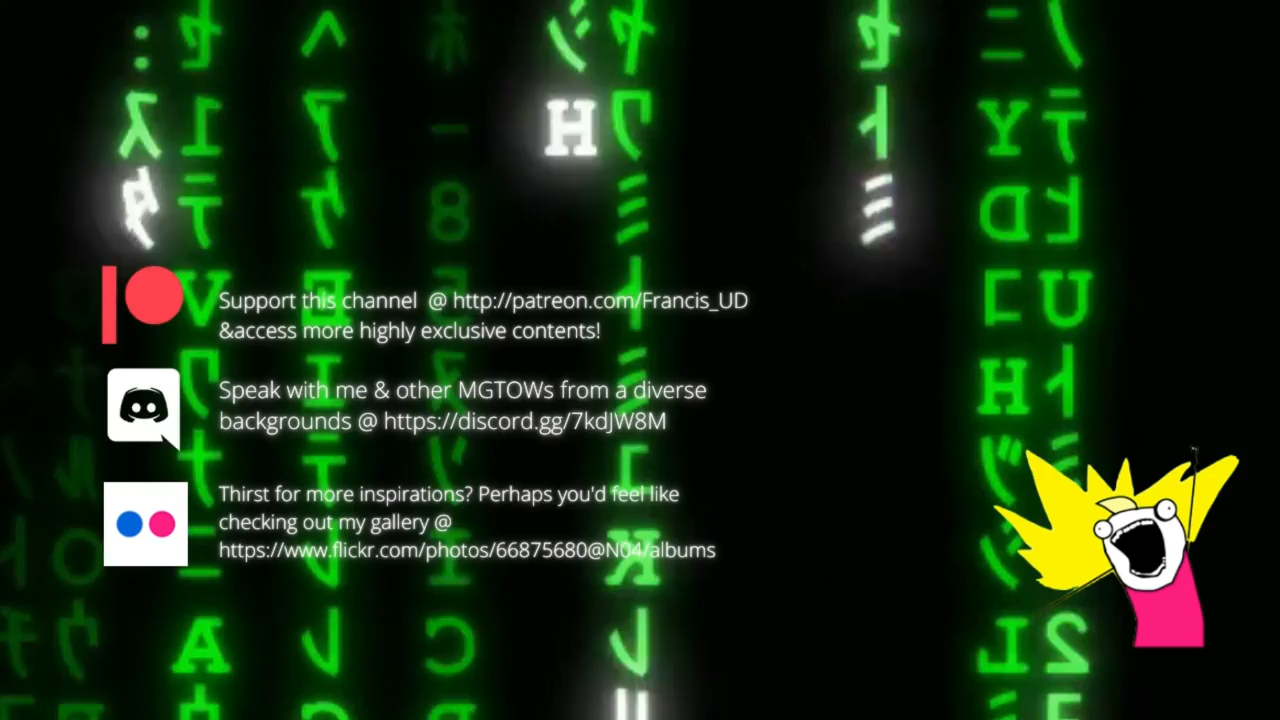 Support this channel @ http://patreon.com/Francis_UD
&access more highly exclusive contents!
Speak with me & other MGTOWs from a diverse
backgrounds @ https://discord.gg/7kdJW8M
Thirst for more inspirations? Perhaps you'd feel like
checking out my gallery @
https://www.flickr.com/photos/66875680@N04/albums